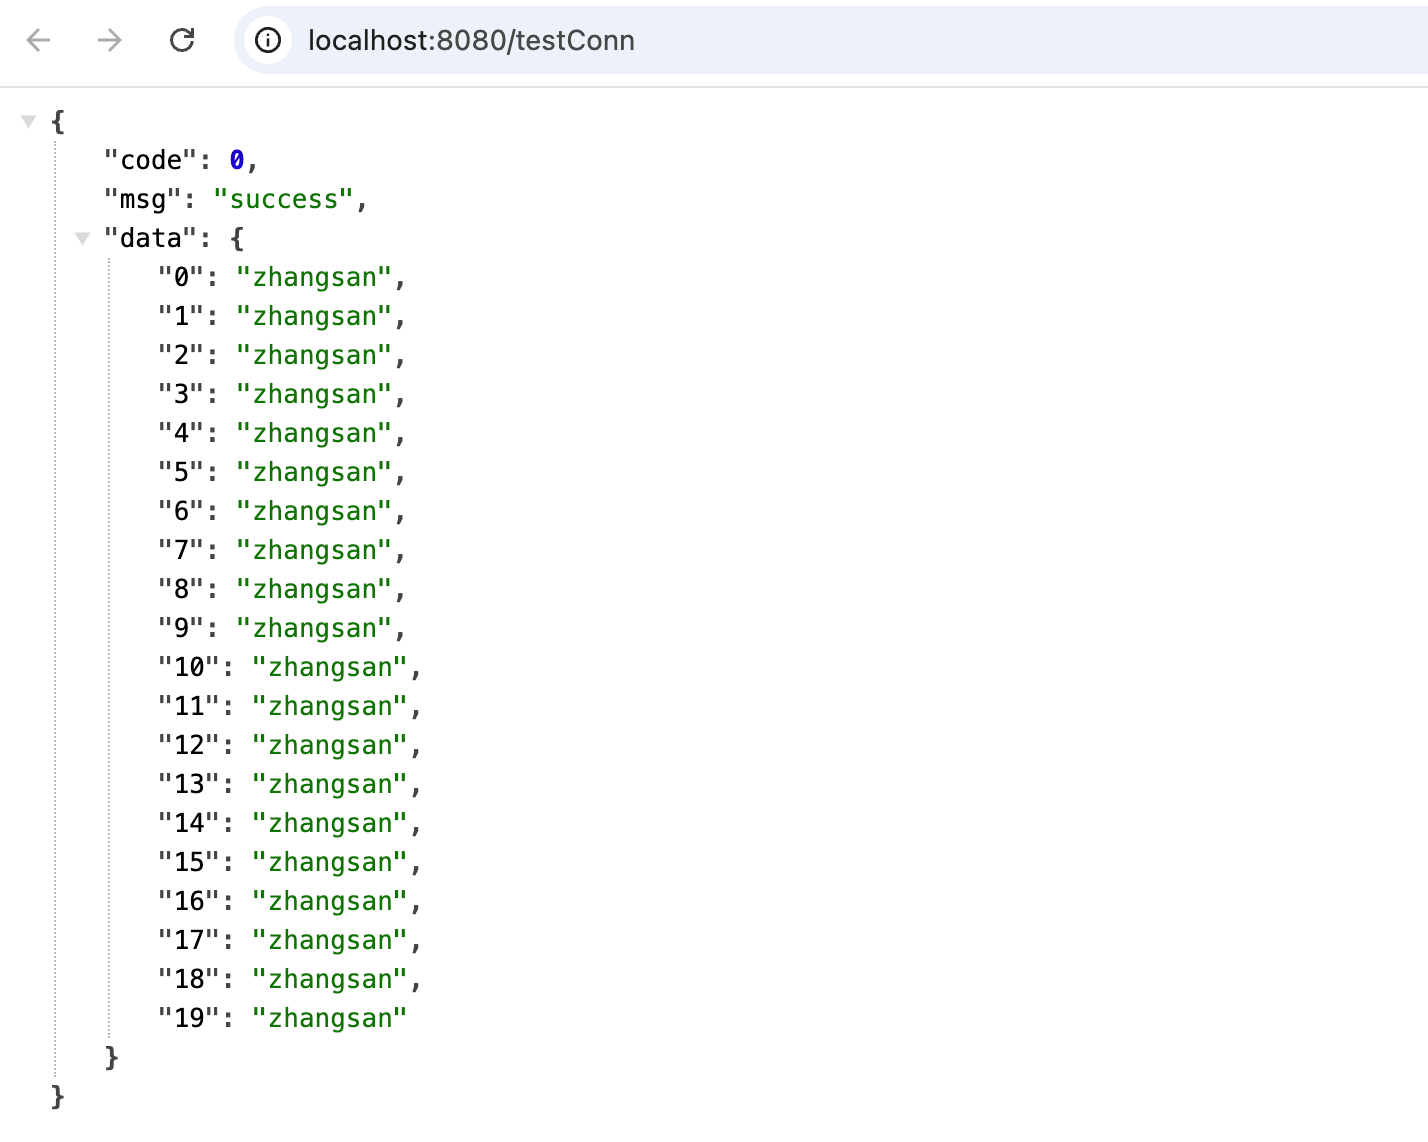 localhost:8080/testConn
{
"code": 0,
"msg": "success",
"data": {
"0": "zhangsan",
"1": "zhangsan",
"2": "zhangsan",
"3": "zhangsan",
"4": "zhangsan",
"5": "zhangsan",
"6": "zhangsan",
"7": "zhangsan",
"8": "zhangsan",
"9": "zhangsan",
"10": "zhangsan",
"11": "zhangsan",
"12": "zhangsan",
"13": "zhangsan",
"14": "zhangsan",
"15": "zhangsan",
"16": "zhangsan",
"17": "zhangsan",
"18": "zhangsan",
"19": "zhangsan"
}
}